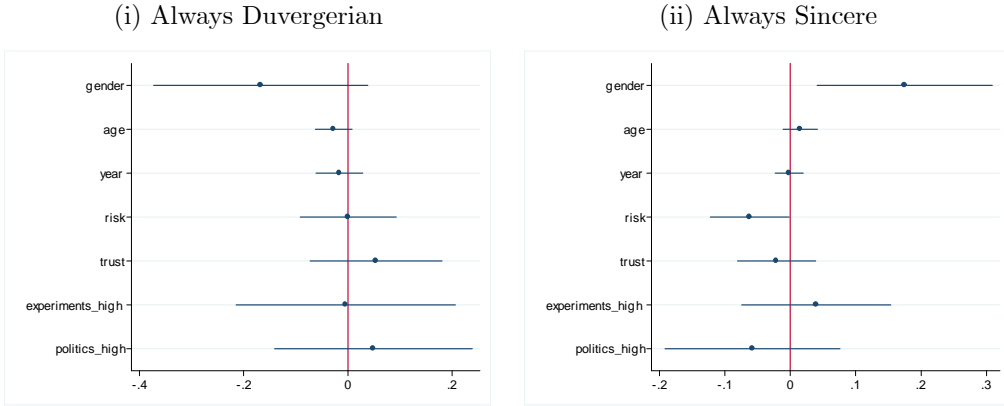 (i) Always Duvergerian
gender
age
year
risk
trust
experiments_high
politics_high
-.4 -.2 0 .2
(ii) Always Sincere
gender
age
year
risk
trust
experiments_high
politics_high
-.2 -.1 0 .1 .2 .3